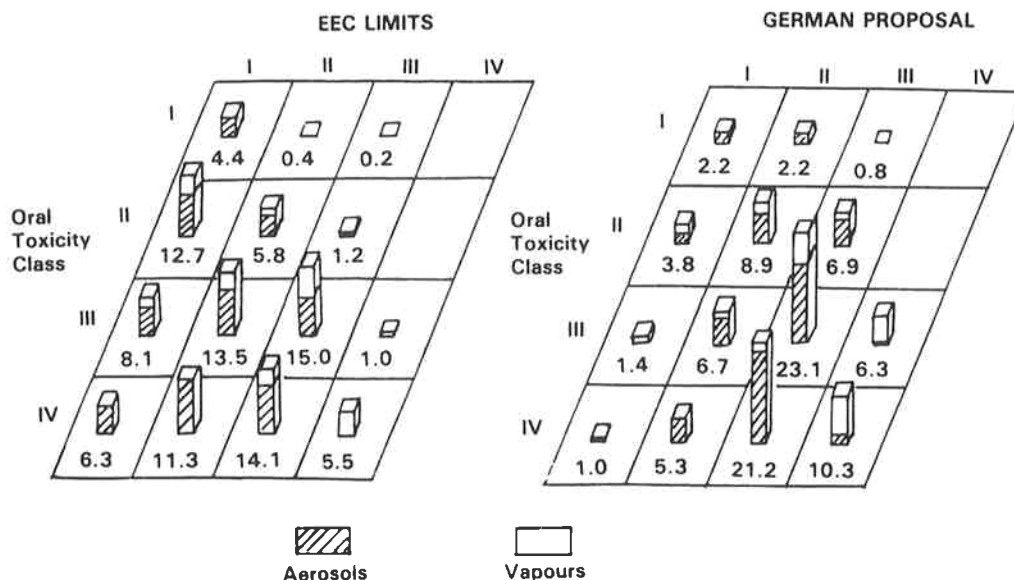 EEC LIMITS
GERMAN PROPOSAL
I II III IV
I II III IV
I
4.4 0.4 0.2
I
2.2 2.2 0.8
Oral
Toxicity
Class
II
12.7 5.8 1.2
Oral
Toxicity
Class
II
3.8 8.9 6.9
III
8.1 13.5 15.0 1.0
III
1.4 6.7 23.1 6.3
IV
6.3 11.3 14.1 5.5
IV
1.0 5.3 21.2 10.3
Aerosols
Vapours